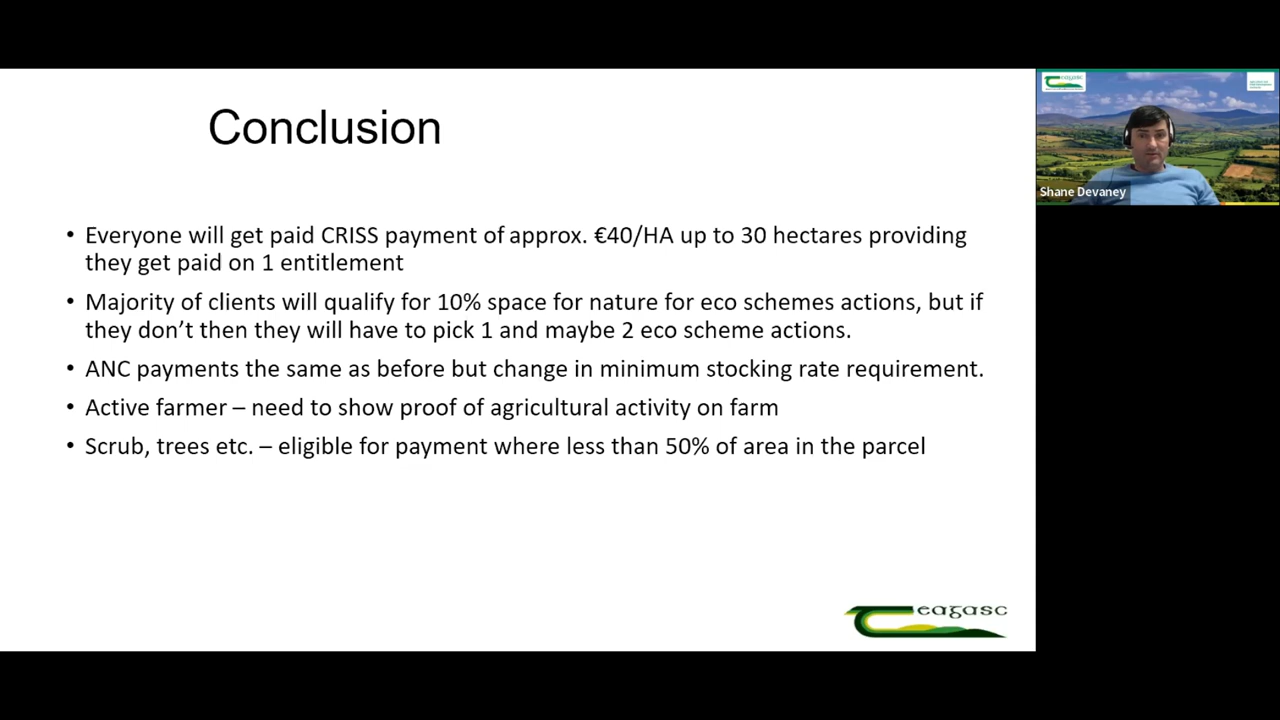 Conclusion
• Everyone will get paid CRISS payment of approx. €40/HA up to 30 hectares providing
they get paid on 1 entitlement
• Majority of clients will qualify for 10% space for nature for eco schemes actions, but if
they don’t then they will have to pick 1 and maybe 2 eco scheme actions.
• ANC payments the same as before but change in minimum stocking rate requirement.
• Active farmer – need to show proof of agricultural activity on farm
• Scrub, trees etc. – eligible for payment where less than 50% of area in the parcel
Teagasc
Teagasc
Shane Devaney